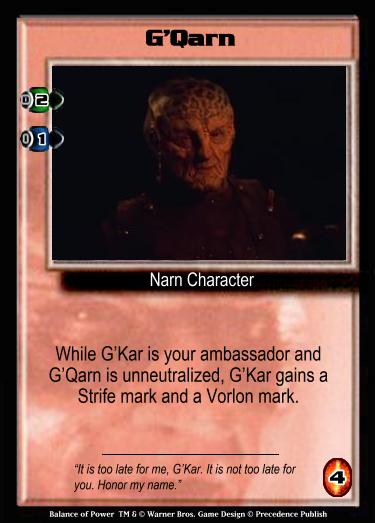 G'Qarn
2
1
Narn Character
While G'Kar is your ambassador and
G'Qarn is unneutralized, G'Kar gains a
Strife mark and a Vorlon mark.
"It is too late for me, G'Kar. It is not too late for
you. Honor my name."
4
Balance of Power TM & © Warner Bros. Game Design © Precedence Publish